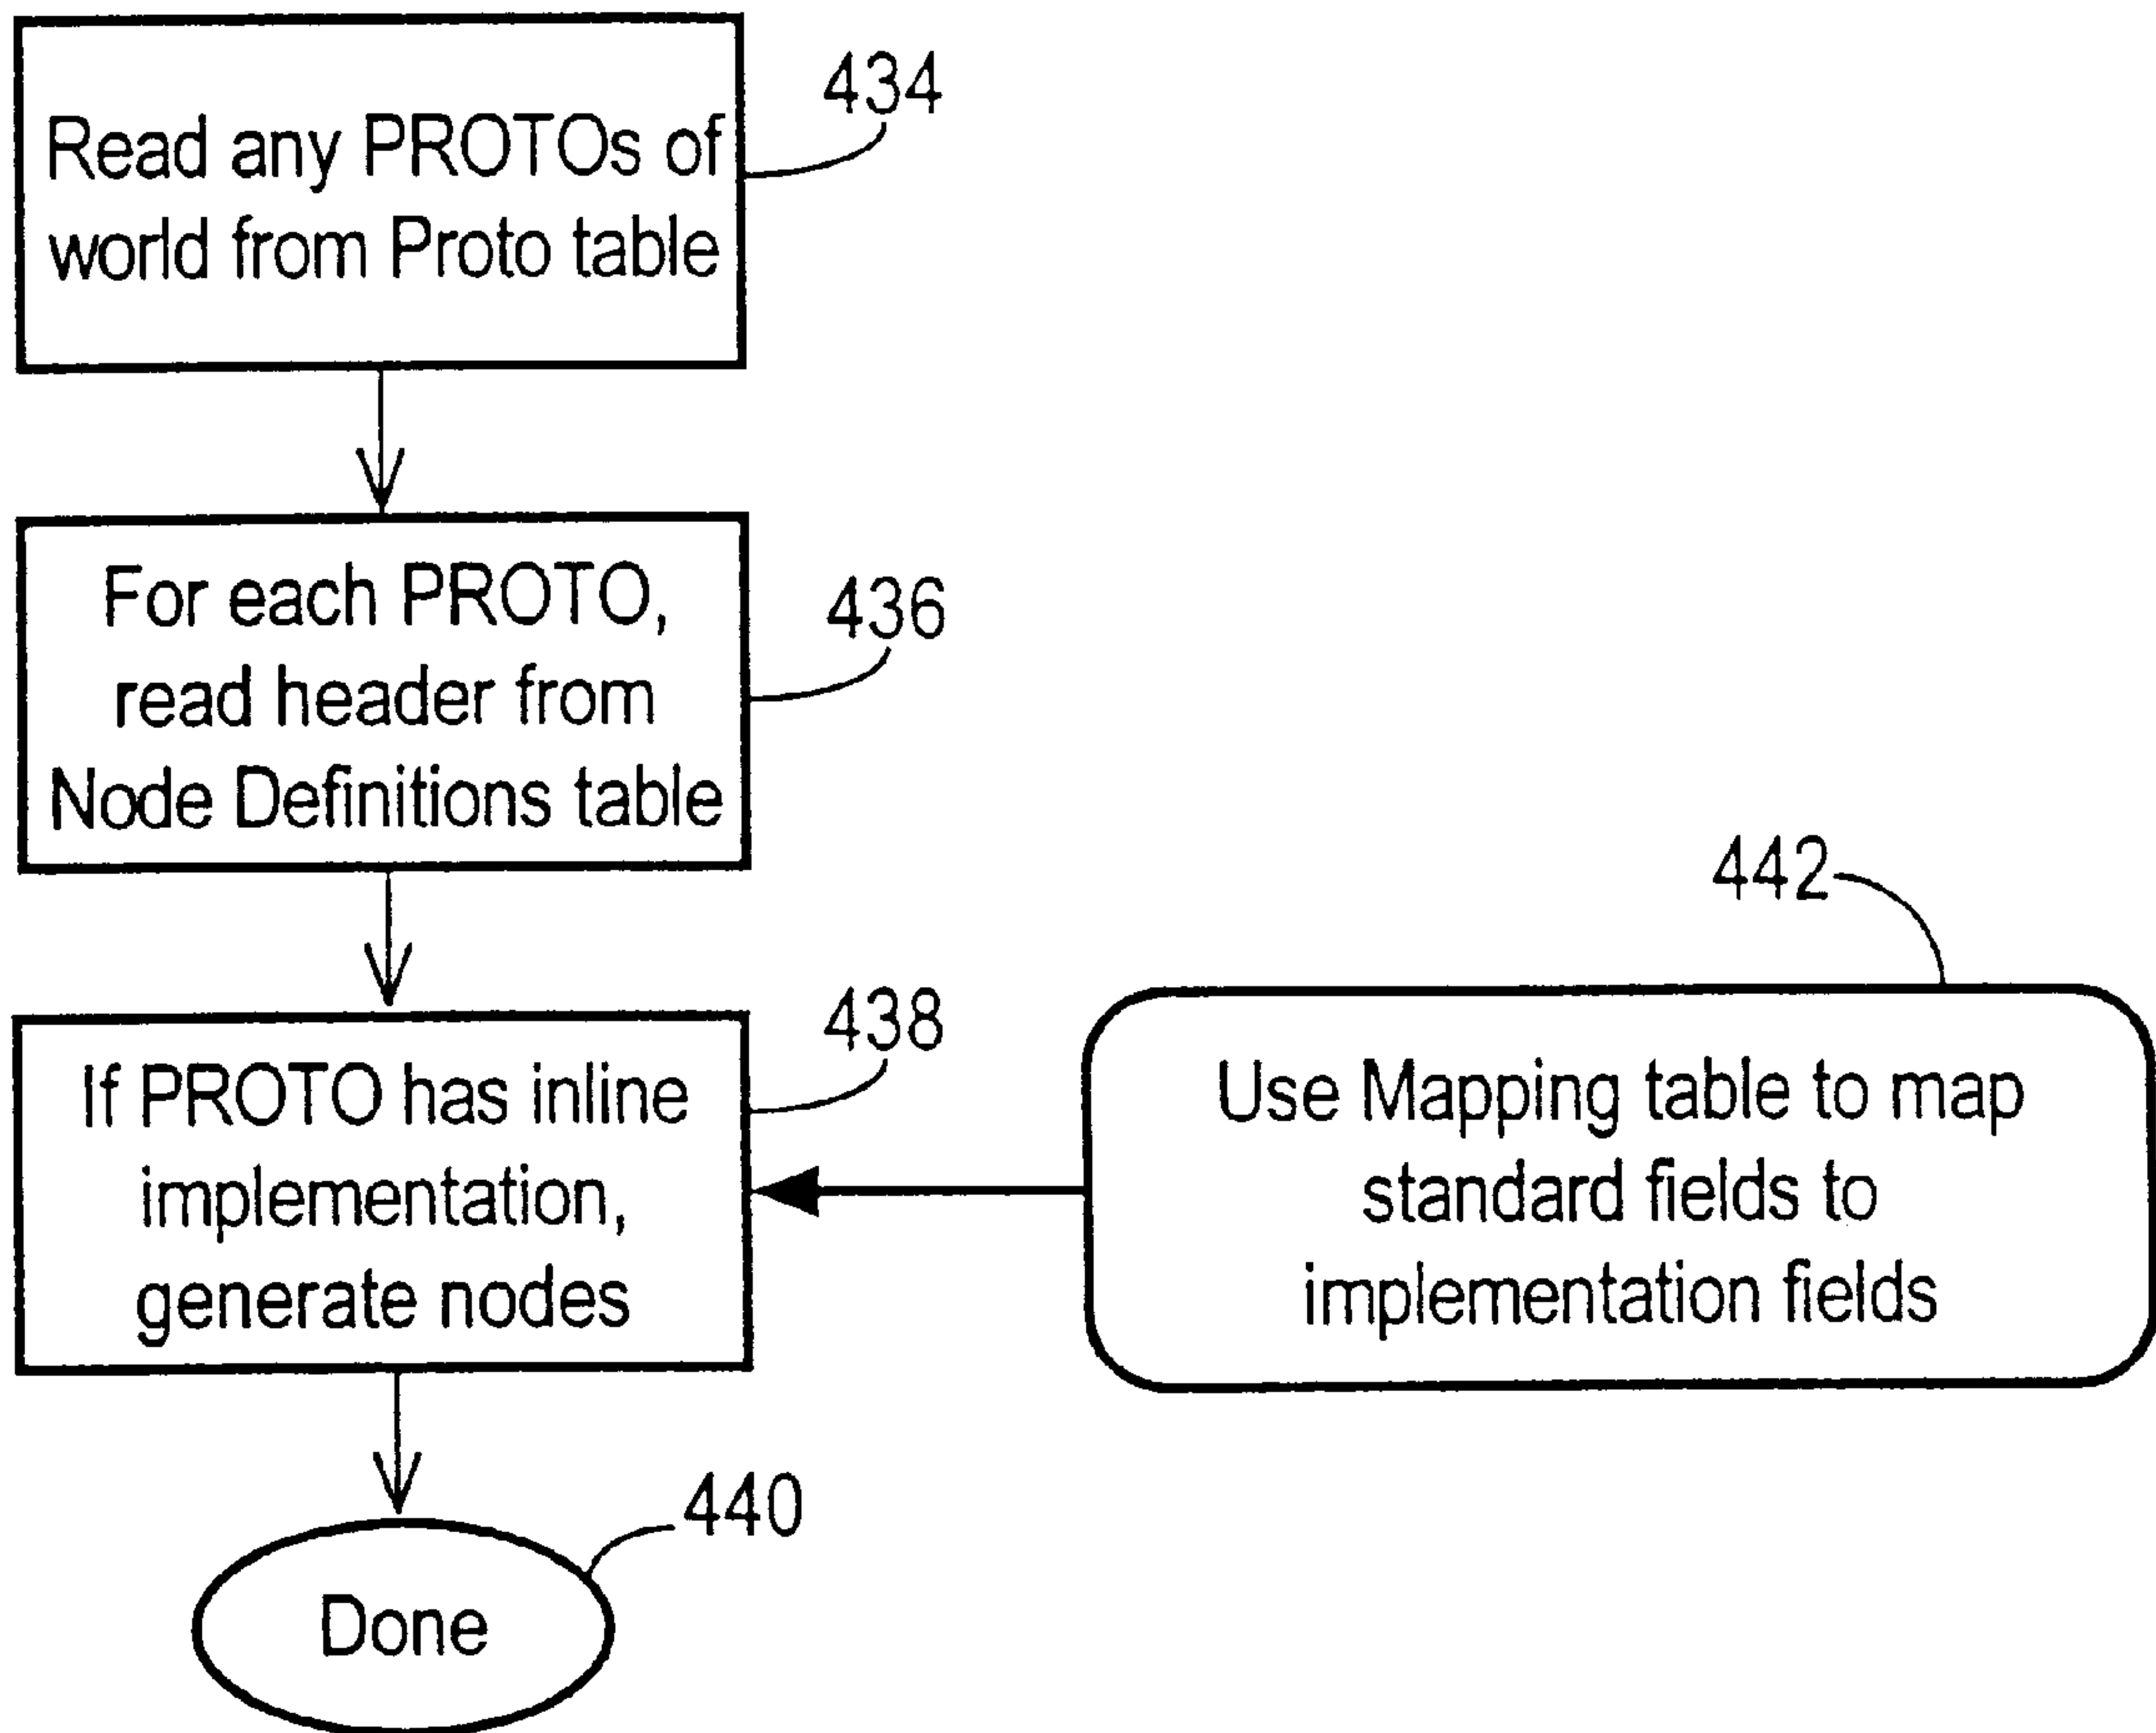 434
Read any PROTOs of
world from Proto table
436
For each PROTO,
read header from
Node Definitions table
442
438
If PROTO has inline
implementation,
generate nodes
Use Mapping table to map
standard fields to
implementation fields
440
Done